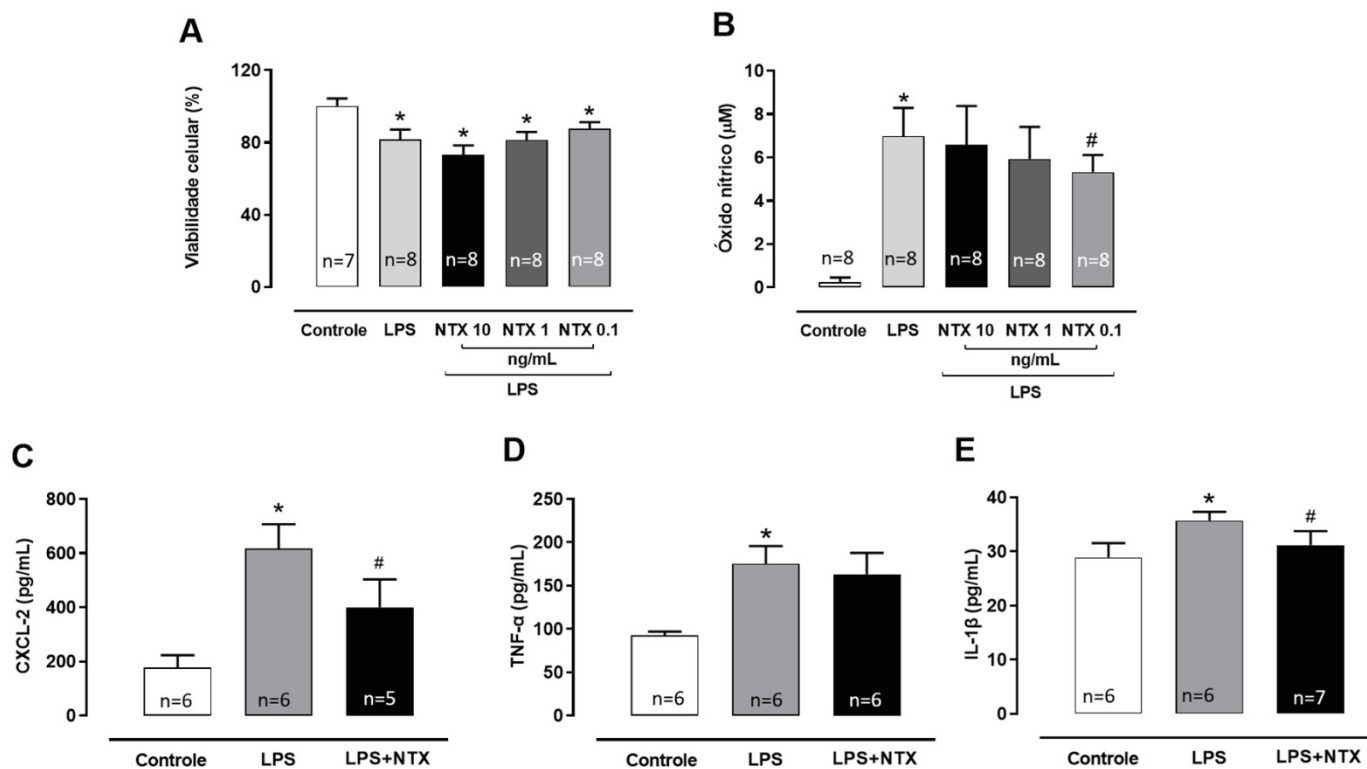 A
Viabilidade celular (%)
120
80
40
0
*
*
*
*
n=7
n=8
n=8
n=8
n=8
Controle LPS NTX 10 NTX 1 NTX 0.1
ng/mL
LPS
B
Óxido nítrico (µM)
10
8
6
4
2
0
*
#
n=8
n=8
n=8
n=8
n=8
Controle LPS NTX 10 NTX 1 NTX 0.1
ng/mL
LPS
C
CXCL-2 (pg/mL)
800
600
400
200
0
*
#
n=6
n=6
n=5
Controle LPS LPS+NTX
D
TNF-α (pg/mL)
250
200
150
100
50
0
*
n=6
n=6
n=6
Controle LPS LPS+NTX
E
IL-1β (pg/mL)
40
30
20
10
0
*
#
n=6
n=6
n=7
Controle LPS LPS+NTX